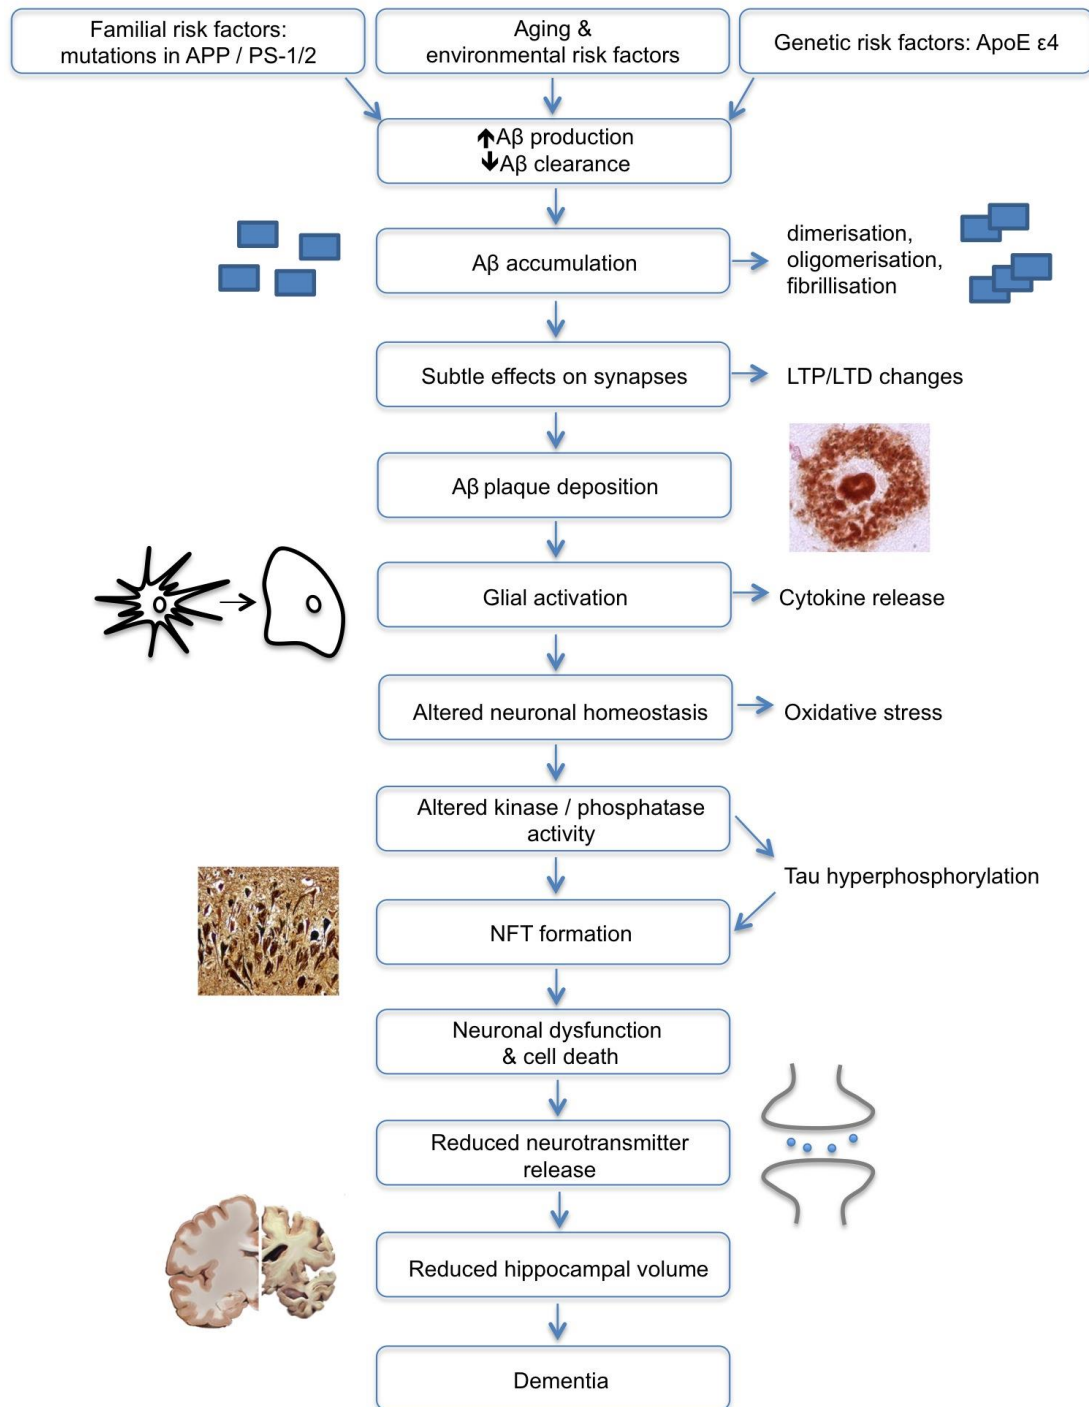 Familial risk factors:
mutations in APP / PS-1/2
Aging &
environmental risk factors
Genetic risk factors: ApoE ε4
↑Aβ production
↓Aβ clearance
Aβ accumulation
dimerisation,
oligomerisation,
fibrillisation
Subtle effects on synapses
LTP/LTD changes
Aβ plaque deposition
Glial activation
Cytokine release
Altered neuronal homeostasis
Oxidative stress
Altered kinase / phosphatase
activity
Tau hyperphosphorylation
NFT formation
Neuronal dysfunction
& cell death
Reduced neurotransmitter
release
Reduced hippocampal volume
Dementia